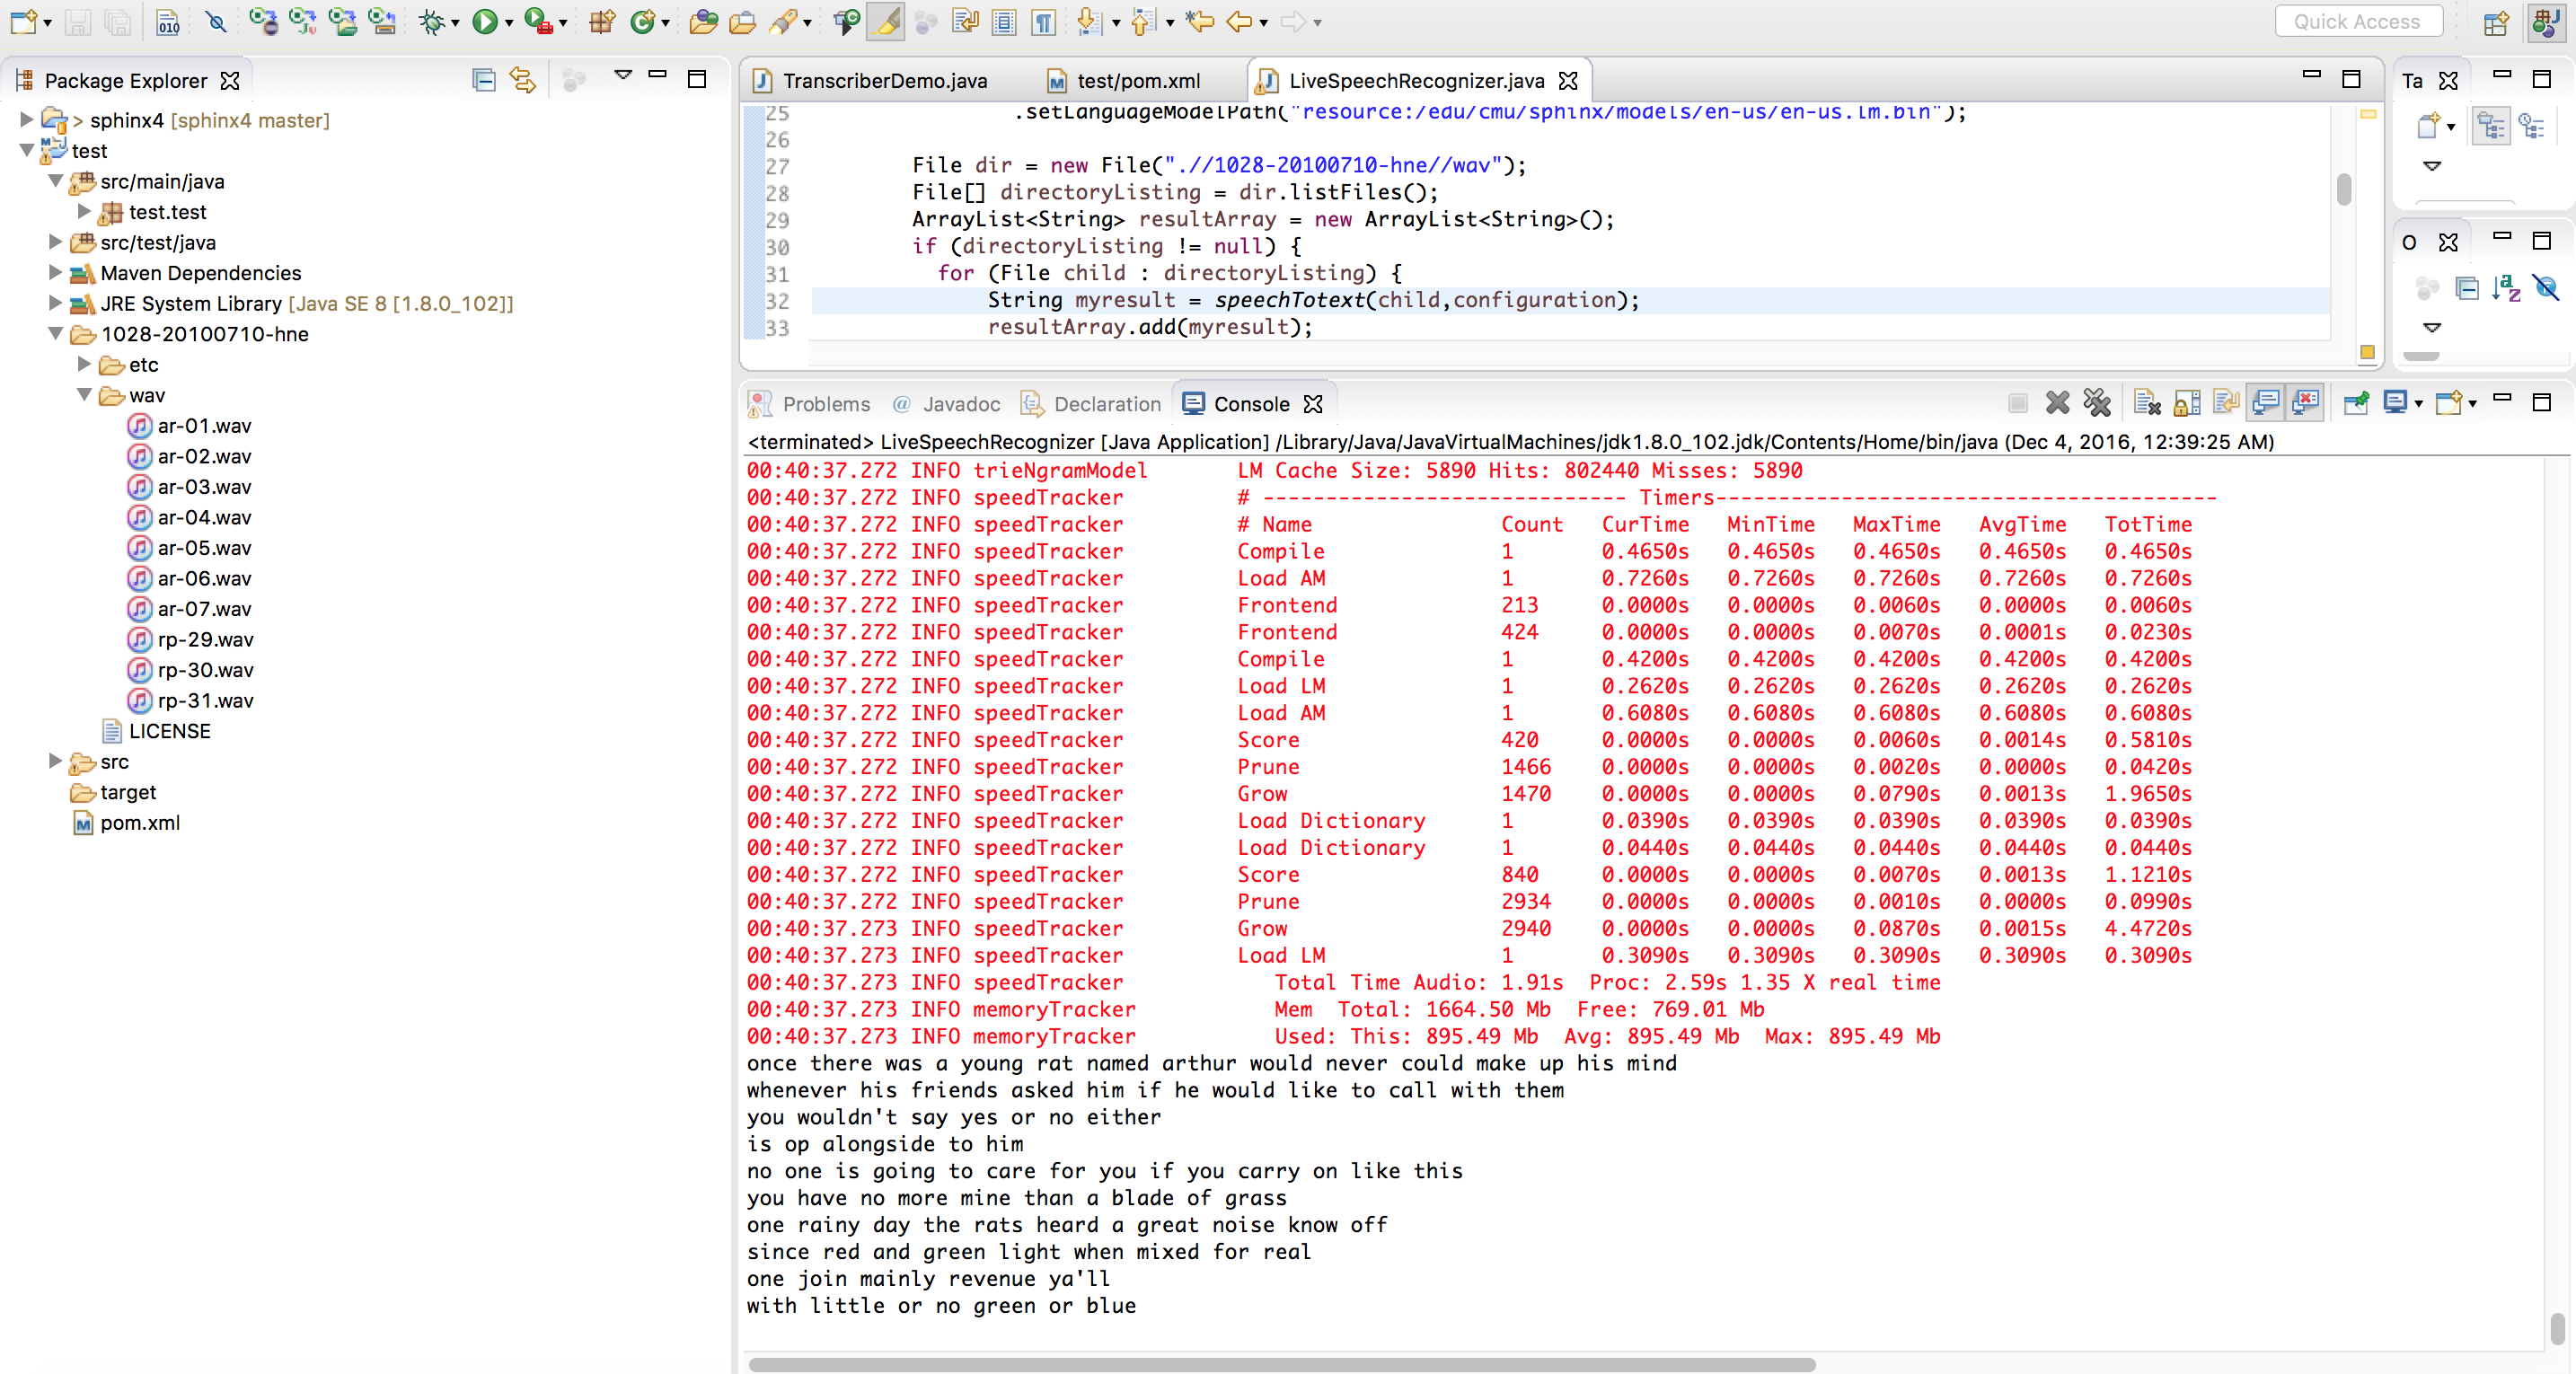 Quick Access
Package Explorer
> sphinx4 [sphinx4 master]
test
src/main/java
test.test
src/test/java
Maven Dependencies
JRE System Library [Java SE 8 [1.8.0_102]]
1028-20100710-hne
etc
wav
ar-01.wav
ar-02.wav
ar-03.wav
ar-04.wav
ar-05.wav
ar-06.wav
ar-07.wav
rp-29.wav
rp-30.wav
rp-31.wav
LICENSE
src
target
pom.xml
TranscriberDemo.java test/pom.xml LiveSpeechRecognizer.java
25 .setLanguageModelPath("resource:/edu/cmu/sphinx/models/en-us/en-us.lm.bin");
26
27 File dir = new File(".//1028-20100710-hne//wav");
28 File[] directoryListing = dir.listFiles();
29 ArrayList<String> resultArray = new ArrayList<String>();
30 if (directoryListing != null) {
31 for (File child : directoryListing) {
32 String myresult = speechTotext(child,configuration);
33 resultArray.add(myresult);
Ta
O
Problems @ Javadoc Declaration Console
<terminated> LiveSpeechRecognizer [Java Application] /Library/Java/JavaVirtualMachines/jdk1.8.0_102.jdk/Contents/Home/bin/java (Dec 4, 2016, 12:39:25 AM)
00:40:37.272 INFO trieNgramModel LM Cache Size: 5890 Hits: 802440 Misses: 5890
00:40:37.272 INFO speedTracker # ----------------------------- Timers----------------------------------------
00:40:37.272 INFO speedTracker # Name Count CurTime MinTime MaxTime AvgTime TotTime
00:40:37.272 INFO speedTracker Compile 1 0.4650s 0.4650s 0.4650s 0.4650s 0.4650s
00:40:37.272 INFO speedTracker Load AM 1 0.7260s 0.7260s 0.7260s 0.7260s 0.7260s
00:40:37.272 INFO speedTracker Frontend 213 0.0000s 0.0000s 0.0060s 0.0000s 0.0060s
00:40:37.272 INFO speedTracker Frontend 424 0.0000s 0.0000s 0.0070s 0.0001s 0.0230s
00:40:37.272 INFO speedTracker Compile 1 0.4200s 0.4200s 0.4200s 0.4200s 0.4200s
00:40:37.272 INFO speedTracker Load LM 1 0.2620s 0.2620s 0.2620s 0.2620s 0.2620s
00:40:37.272 INFO speedTracker Load AM 1 0.6080s 0.6080s 0.6080s 0.6080s 0.6080s
00:40:37.272 INFO speedTracker Score 420 0.0000s 0.0000s 0.0060s 0.0014s 0.5810s
00:40:37.272 INFO speedTracker Prune 1466 0.0000s 0.0000s 0.0020s 0.0000s 0.0420s
00:40:37.272 INFO speedTracker Grow 1470 0.0000s 0.0000s 0.0790s 0.0013s 1.9650s
00:40:37.272 INFO speedTracker Load Dictionary 1 0.0390s 0.0390s 0.0390s 0.0390s 0.0390s
00:40:37.272 INFO speedTracker Load Dictionary 1 0.0440s 0.0440s 0.0440s 0.0440s 0.0440s
00:40:37.272 INFO speedTracker Score 840 0.0000s 0.0000s 0.0070s 0.0013s 1.1210s
00:40:37.272 INFO speedTracker Prune 2934 0.0000s 0.0000s 0.0010s 0.0000s 0.0990s
00:40:37.273 INFO speedTracker Grow 2940 0.0000s 0.0000s 0.0870s 0.0015s 4.4720s
00:40:37.273 INFO speedTracker Load LM 1 0.3090s 0.3090s 0.3090s 0.3090s 0.3090s
00:40:37.273 INFO speedTracker Total Time Audio: 1.91s Proc: 2.59s 1.35 X real time
00:40:37.273 INFO memoryTracker Mem Total: 1664.50 Mb Free: 769.01 Mb
00:40:37.273 INFO memoryTracker Used: This: 895.49 Mb Avg: 895.49 Mb Max: 895.49 Mb
once there was a young rat named arthur would never could make up his mind
whenever his friends asked him if he would like to call with them
you wouldn't say yes or no either
is op alongside to him
no one is going to care for you if you carry on like this
you have no more mine than a blade of grass
one rainy day the rats heard a great noise know off
since red and green light when mixed for real
one join mainly revenue ya'll
with little or no green or blue